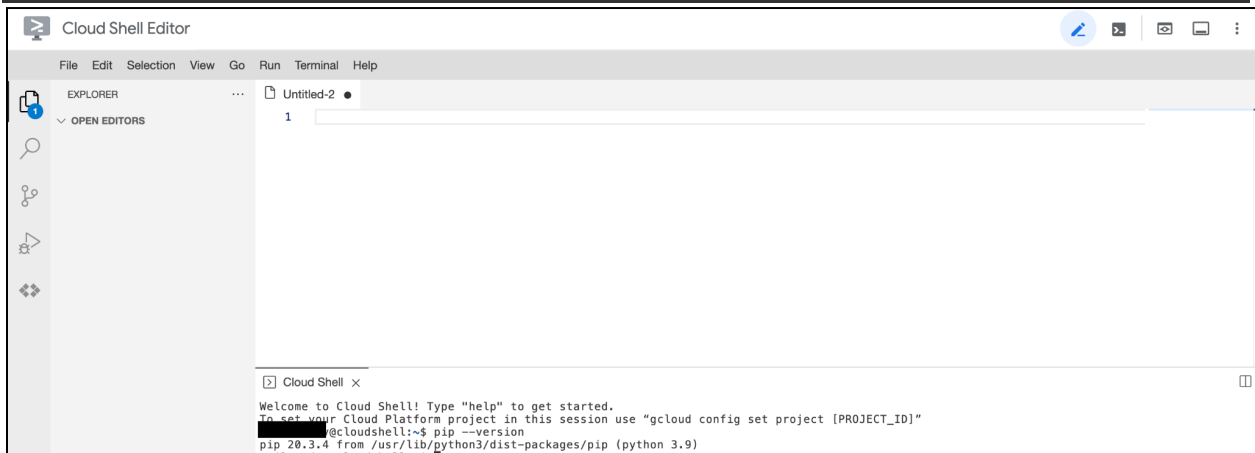 Cloud Shell Editor
File Edit Selection View Go Run Terminal Help
EXPLORER ...
Untitled-2
1
OPEN EDITORS
1
Cloud Shell
Welcome to Cloud Shell! Type "help" to get started.
To set your Cloud Platform project in this session use “gcloud config set project [PROJECT_ID]”
@cloudshell:~$ pip --version
pip 20.3.4 from /usr/lib/python3/dist-packages/pip (python 3.9)